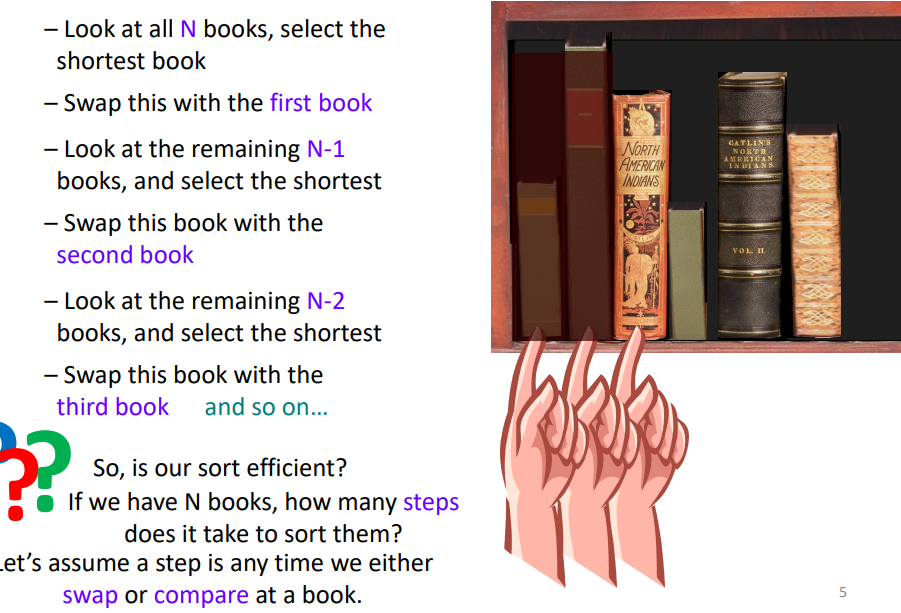 – Look at all N books, select the
shortest book
– Swap this with the first book
– Look at the remaining N-1
books, and select the shortest
– Swap this book with the
second book
– Look at the remaining N-2
books, and select the shortest
– Swap this book with the
third book and so on…
???
So, is our sort efficient?
If we have N books, how many steps
does it take to sort them?
Let’s assume a step is any time we either
swap or compare at a book.
NORTH
AMERICAN
INDIANS
CATLIN'S
NORTH
AMERICAN
INDIANS
VOL. II.
5